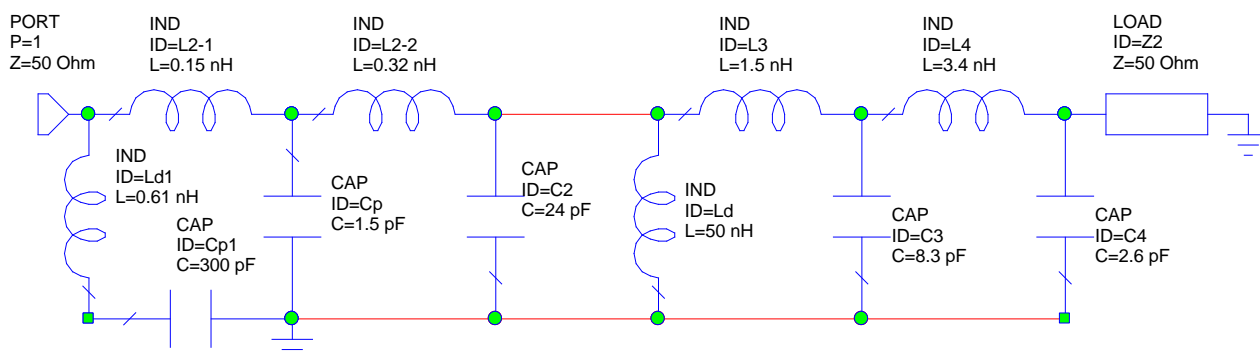 PORT
P=1
Z=50 Ohm
IND
ID=L2-1
L=0.15 nH
IND
ID=L2-2
L=0.32 nH
IND
ID=L3
L=1.5 nH
IND
ID=L4
L=3.4 nH
LOAD
ID=Z2
Z=50 Ohm
IND
ID=Ld1
L=0.61 nH
CAP
ID=Cp1
C=300 pF
CAP
ID=Cp
C=1.5 pF
CAP
ID=C2
C=24 pF
IND
ID=Ld
L=50 nH
CAP
ID=C3
C=8.3 pF
CAP
ID=C4
C=2.6 pF